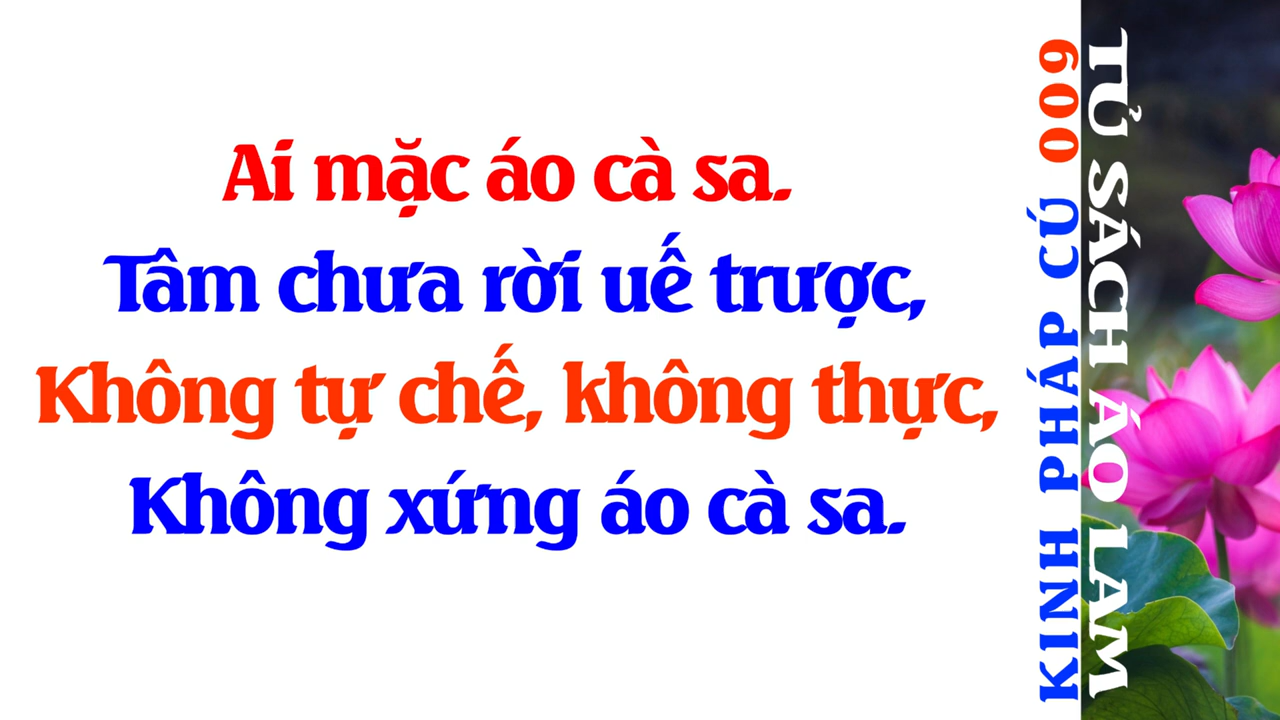 Ai mặc áo cà sa.
Tâm chưa rời uế trược,
Không tự chế, không thực,
Không xứng áo cà sa.
KINH PHÁP CÚ 009
TỦ SÁCH ÁO LAM